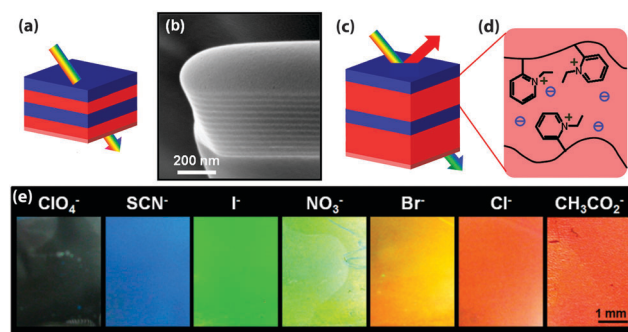 (a)
(b)
(c)
(d)
200 nm
N
+
N
+
N
+
⊖
⊖
⊖
⊖
(e)
ClO₄⁻ SCN⁻ I⁻ NO₃⁻ Br⁻ Cl⁻ CH₃CO₂⁻
1 mm